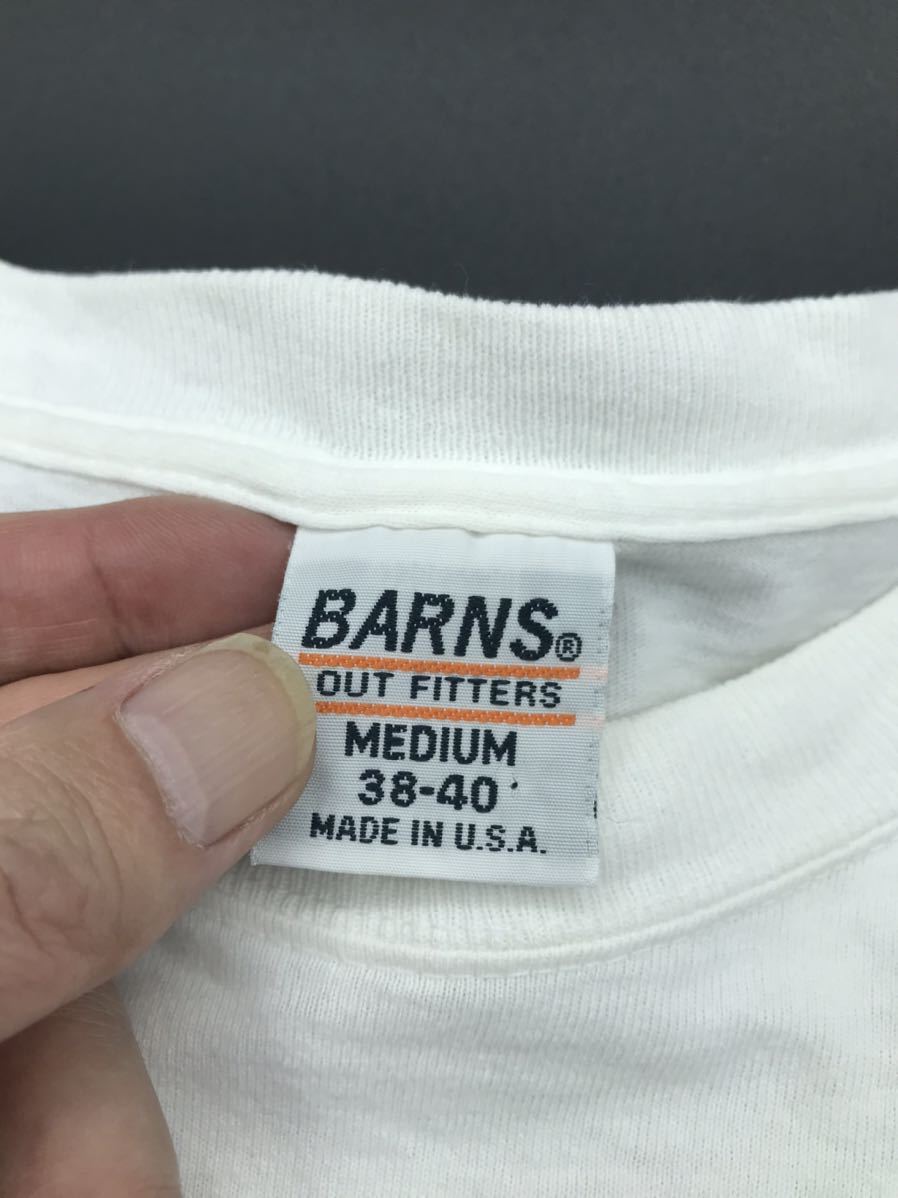 BARNS®
OUT FITTERS
MEDIUM
38-40
MADE IN U.S.A.